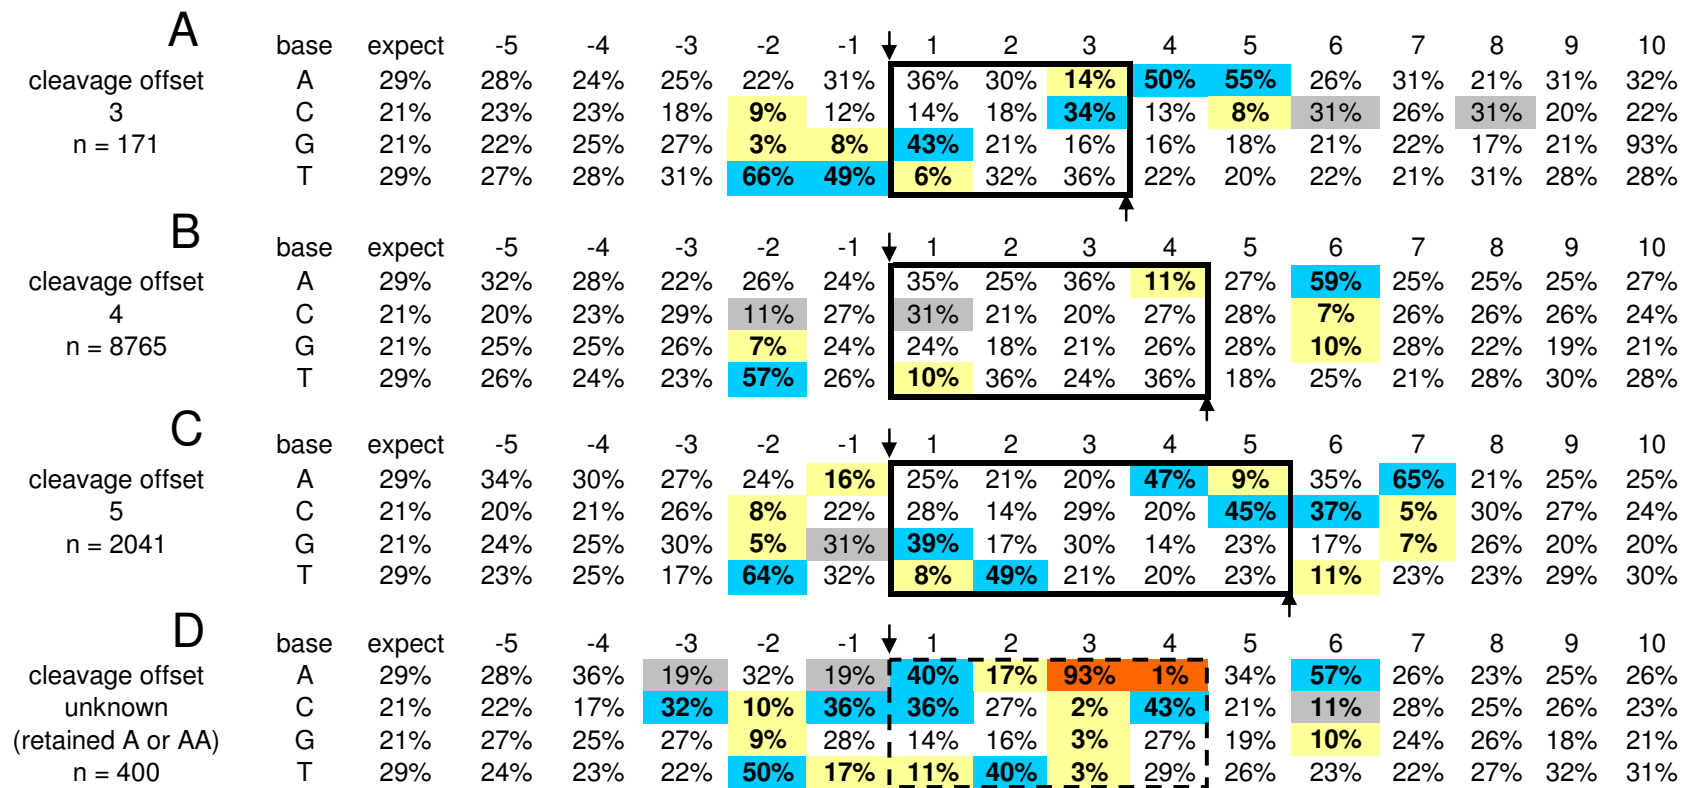 A
base expect -5 -4 -3 -2 -1 1 2 3 4 5 6 7 8 9 10
cleavage offset A 29% 28% 24% 25% 22% 31% 36% 30% 14% 50% 55% 26% 31% 21% 31% 32%
3 C 21% 23% 23% 18% 9% 12% 14% 18% 34% 13% 8% 31% 26% 31% 20% 22%
n = 171 G 21% 22% 25% 27% 3% 8% 43% 21% 16% 16% 18% 21% 22% 17% 21% 93%
T 29% 27% 28% 31% 66% 49% 6% 32% 36% 22% 20% 22% 21% 31% 28% 28%
B
base expect -5 -4 -3 -2 -1 1 2 3 4 5 6 7 8 9 10
cleavage offset A 29% 32% 28% 22% 26% 24% 35% 25% 36% 11% 27% 59% 25% 25% 25% 27%
4 C 21% 20% 23% 29% 11% 27% 31% 21% 20% 27% 28% 7% 26% 26% 26% 24%
n = 8765 G 21% 25% 25% 26% 7% 24% 24% 18% 21% 26% 28% 10% 28% 22% 19% 21%
T 29% 26% 24% 23% 57% 26% 10% 36% 24% 36% 18% 25% 21% 28% 30% 28%
C
base expect -5 -4 -3 -2 -1 1 2 3 4 5 6 7 8 9 10
cleavage offset A 29% 34% 30% 27% 24% 16% 25% 21% 20% 47% 9% 35% 65% 21% 25% 25%
5 C 21% 20% 21% 26% 8% 22% 28% 14% 29% 20% 45% 37% 5% 30% 27% 24%
n = 2041 G 21% 24% 25% 30% 5% 31% 39% 17% 30% 14% 23% 17% 7% 26% 20% 20%
T 29% 23% 25% 17% 64% 32% 8% 49% 21% 20% 23% 11% 23% 23% 29% 30%
D
base expect -5 -4 -3 -2 -1 1 2 3 4 5 6 7 8 9 10
cleavage offset A 29% 28% 36% 19% 32% 19% 40% 17% 93% 1% 34% 57% 26% 23% 25% 26%
unknown C 21% 22% 17% 32% 10% 36% 36% 27% 2% 43% 21% 11% 28% 25% 26% 23%
(retained A or AA) G 21% 27% 25% 27% 9% 28% 14% 16% 3% 27% 19% 10% 24% 26% 18% 21%
n = 400 T 29% 24% 23% 22% 50% 17% 11% 40% 3% 29% 26% 23% 22% 27% 32% 31%